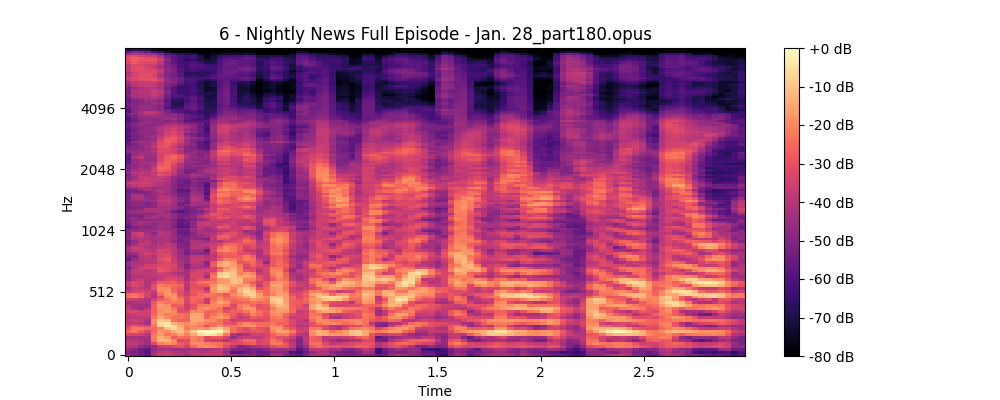 6 - Nightly News Full Episode - Jan. 28_part180.opus
Hz
4096
2048
1024
512
0
0
0.5
1
1.5
2
2.5
Time
+0 dB
-10 dB
-20 dB
-30 dB
-40 dB
-50 dB
-60 dB
-70 dB
-80 dB